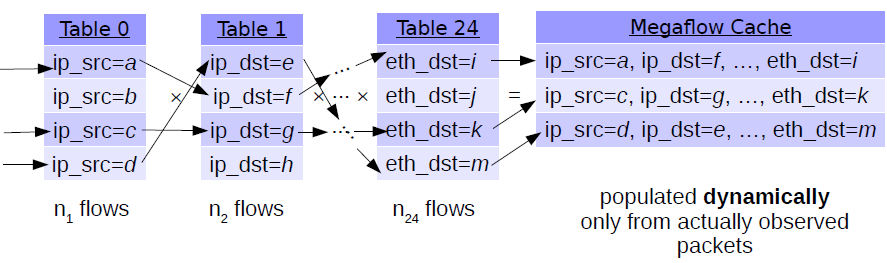 Table 0 Table 1 Table 24 Megaflow Cache
ip_src=a ip_dst=e ... eth_dst=i ip_src=a, ip_dst=f, ..., eth_dst=i
ip_src=b × ip_dst=f × ... × eth_dst=j = ip_src=c, ip_dst=g, ..., eth_dst=k
ip_src=c ip_dst=g ... eth_dst=k ip_src=d, ip_dst=e, ..., eth_dst=m
ip_src=d ip_dst=h eth_dst=m
n1 flows n2 flows n24 flows
populated dynamically
only from actually observed
packets